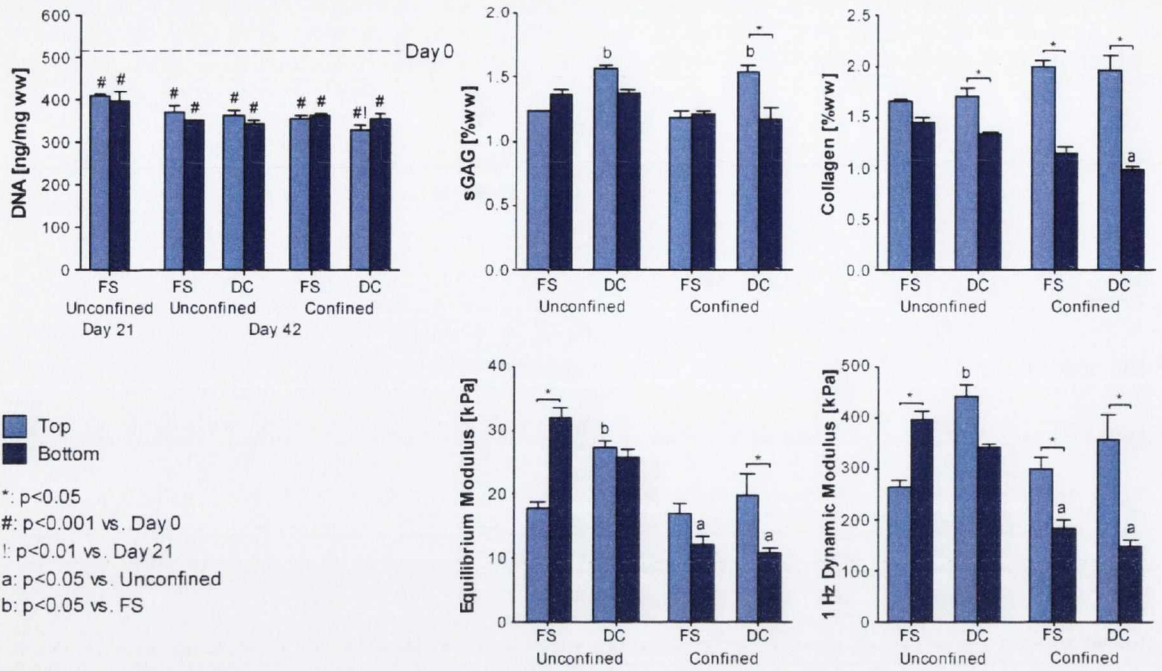 DNA [ng/mg ww]
600
500
400
300
200
100
0
Day 0
# #
# #
# #
# #
#! #
FS FS DC FS DC
Unconfined Unconfined Confined
Day 21 Day 42
sGAG [%ww]
2.0
1.5
1.0
0.5
0.0
b
b
*
FS DC FS DC
Unconfined Confined
Collagen [%ww]
2.5
2.0
1.5
1.0
0.5
0.0
*
*
*
a
FS DC FS DC
Unconfined Confined
Top
Bottom
*: p<0.05
#: p<0.001 vs. Day 0
!: p<0.01 vs. Day 21
a: p<0.05 vs. Unconfined
b: p<0.05 vs. FS
Equilibrium Modulus [kPa]
40
30
20
10
0
*
b
a
*
a
FS DC FS DC
Unconfined Confined
1 Hz Dynamic Modulus [kPa]
500
400
300
200
100
0
*
b
*
a
*
a
FS DC FS DC
Unconfined Confined